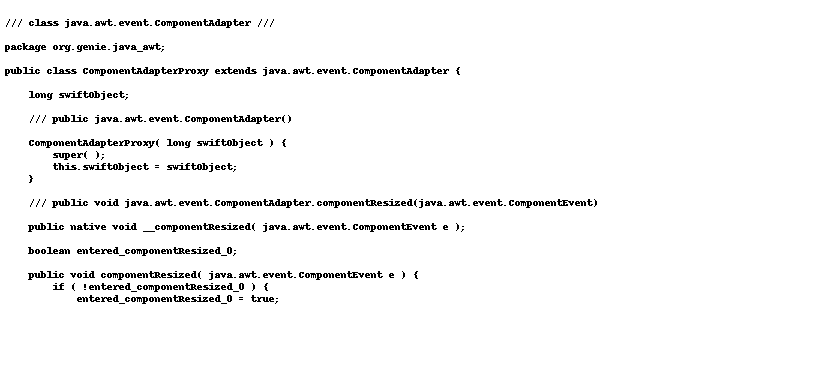 /// class java.awt.event.ComponentAdapter ///
package org.genie.java_awt;
public class ComponentAdapterProxy extends java.awt.event.ComponentAdapter {
long swiftObject;
/// public java.awt.event.ComponentAdapter()
ComponentAdapterProxy( long swiftObject ) {
super( );
this.swiftObject = swiftObject;
}
/// public void java.awt.event.ComponentAdapter.componentResized(java.awt.event.ComponentEvent)
public native void __componentResized( java.awt.event.ComponentEvent e );
boolean entered_componentResized_0;
public void componentResized( java.awt.event.ComponentEvent e ) {
if ( !entered_componentResized_0 ) {
entered_componentResized_0 = true;